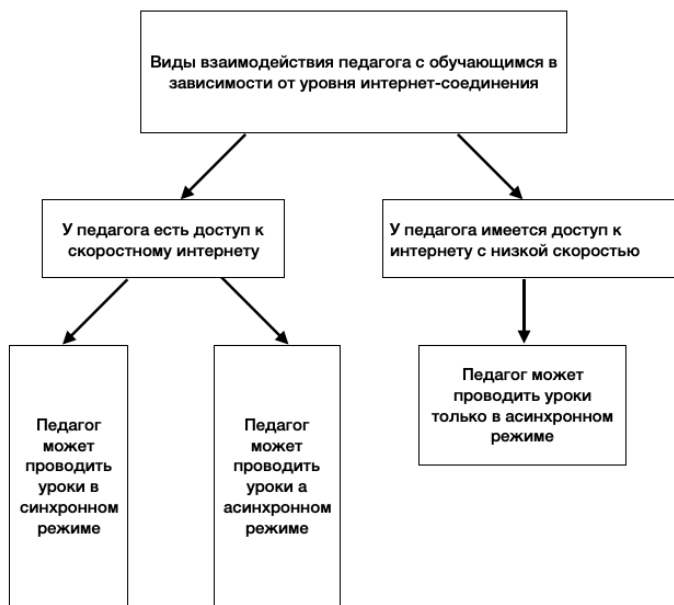 Виды взаимодействия педагога с обучающимся в
зависимости от уровня интернет-соединения
У педагога есть доступ к
скоростному интернету
У педагога имеется доступ к
интернету с низкой скоростью
Педагог
может
проводить
уроки в
синхронном
режиме
Педагог
может
проводить
уроки а
асинхронном
режиме
Педагог может
проводить уроки
только в асинхронном
режиме